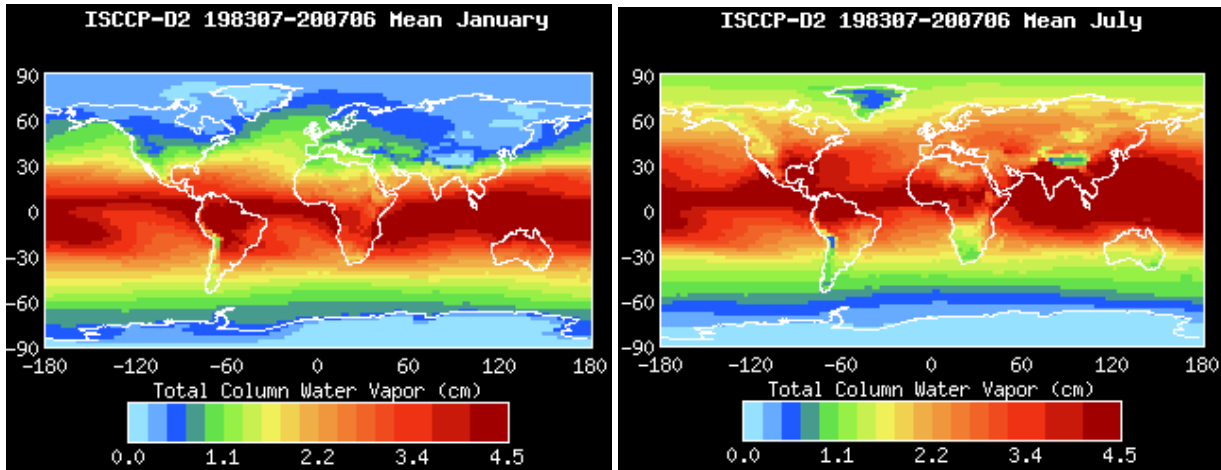 ISCCP-D2 198307-200706 Mean January
90
60
30
0
-30
-60
-90
-180 -120 -60 0 60 120 180
Total Column Water Vapor (cm)
0.0 1.1 2.2 3.4 4.5
ISCCP-D2 198307-200706 Mean July
90
60
30
0
-30
-60
-90
-180 -120 -60 0 60 120 180
Total Column Water Vapor (cm)
0.0 1.1 2.2 3.4 4.5